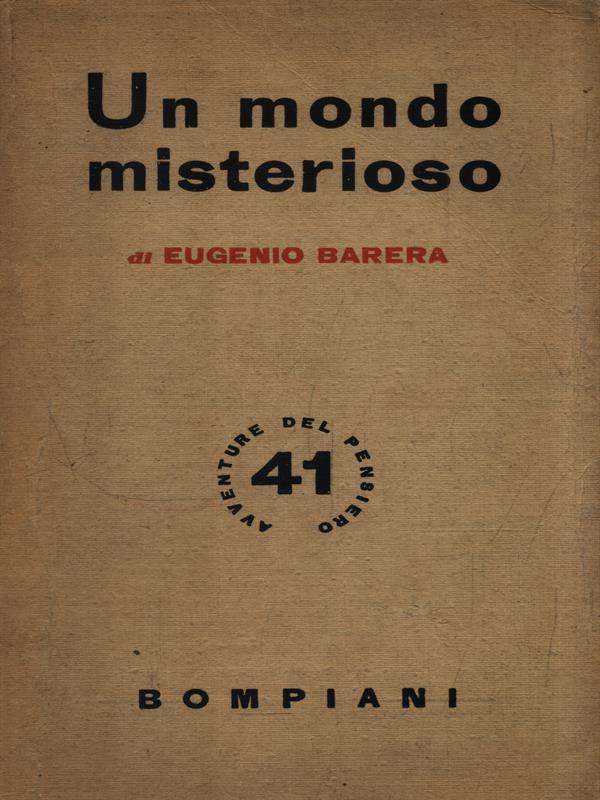 Un mondo
misterioso
di EUGENIO BARERA
AVVENTURE DEL PENSIERO
41
BOMPIANI